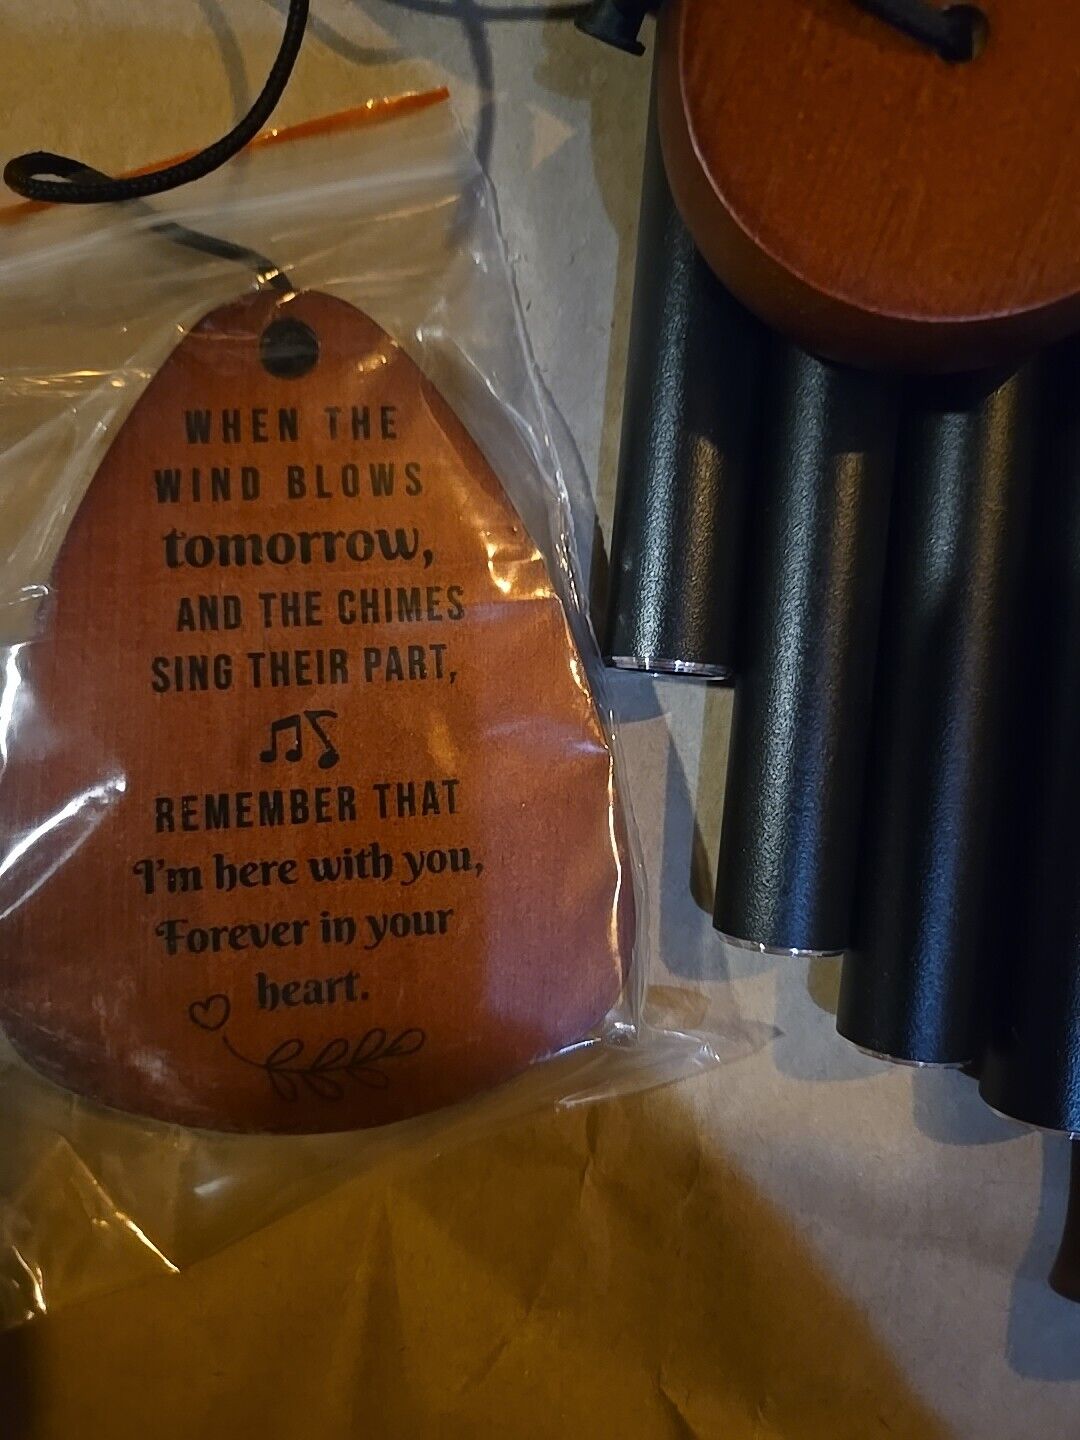 WHEN THE
WIND BLOWS
tomorrow,
AND THE CHIMES
SING THEIR PART,
REMEMBER THAT
I'm here with you,
Forever in your
heart.